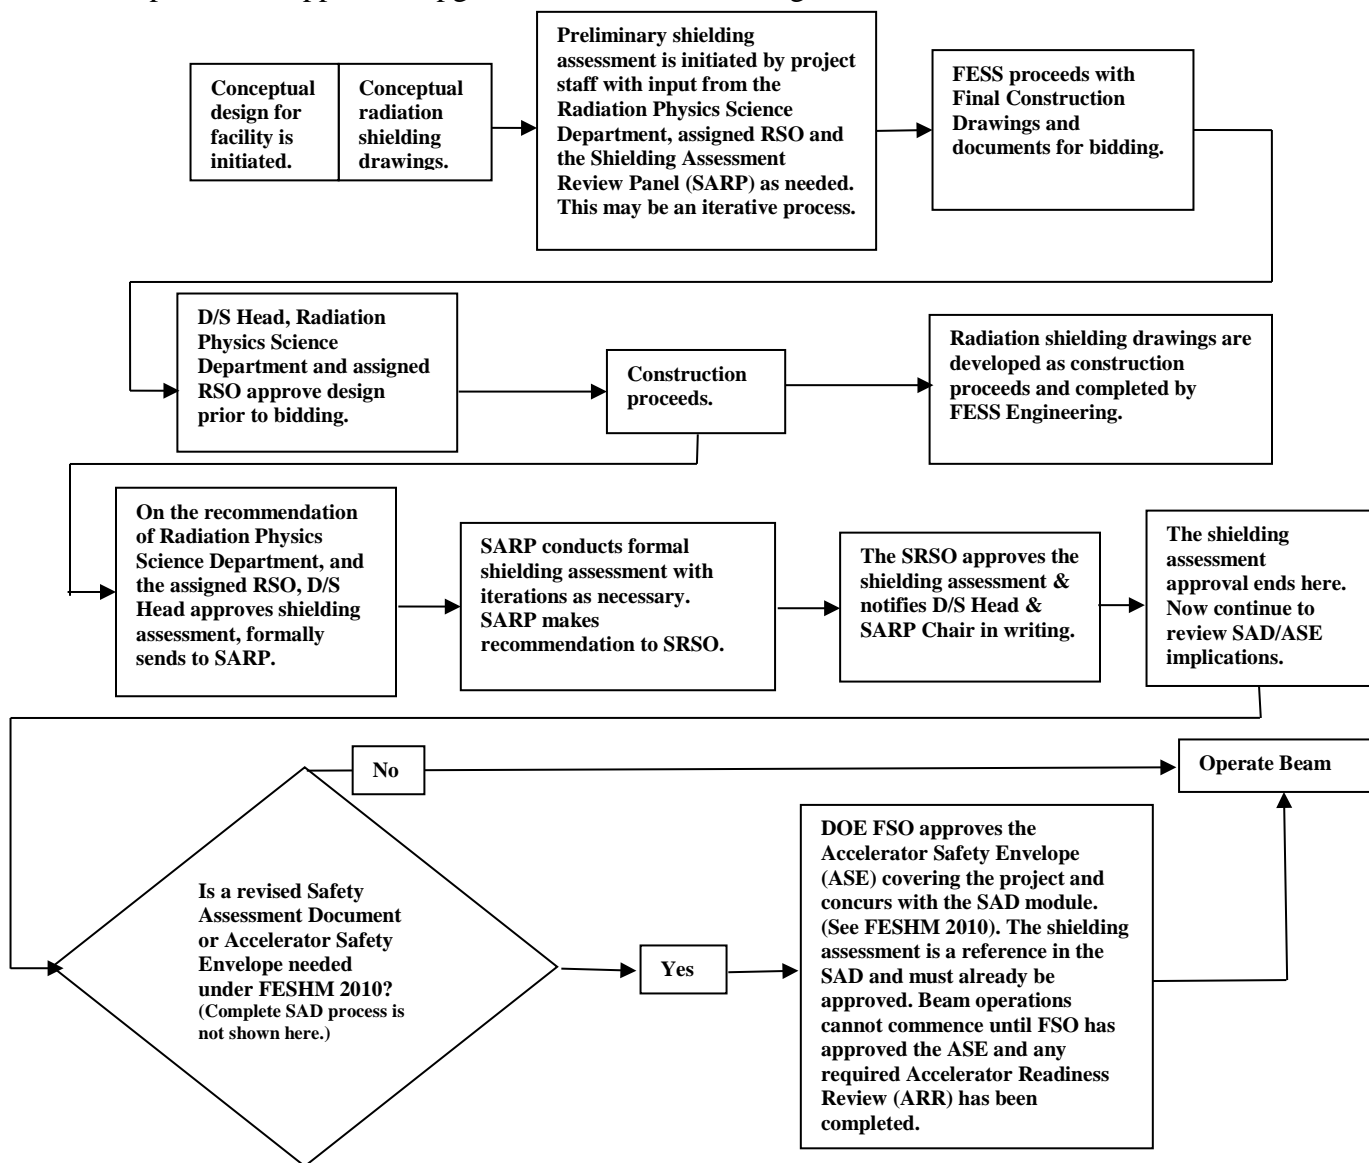 Conceptual
design for
facility is
initiated.
Conceptual
radiation
shielding
drawings.
Preliminary shielding
assessment is initiated by project
staff with input from the
Radiation Physics Science
Department, assigned RSO and
the Shielding Assessment
Review Panel (SARP) as needed.
This may be an iterative process.
FESS proceeds with
Final Construction
Drawings and
documents for bidding.
D/S Head, Radiation
Physics Science
Department and assigned
RSO approve design
prior to bidding.
Construction
proceeds.
Radiation shielding drawings are
developed as construction
proceeds and completed by
FESS Engineering.
On the recommendation
of Radiation Physics
Science Department, and
the assigned RSO, D/S
Head approves shielding
assessment, formally
sends to SARP.
SARP conducts formal
shielding assessment with
iterations as necessary.
SARP makes
recommendation to SRSO.
The SRSO approves the
shielding assessment &
notifies D/S Head &
SARP Chair in writing.
The shielding
assessment
approval ends here.
Now continue to
review SAD/ASE
implications.
No
Operate Beam
Is a revised Safety
Assessment Document
or Accelerator Safety
Envelope needed
under FESHM 2010?
(Complete SAD process is
not shown here.)
Yes
DOE FSO approves the
Accelerator Safety Envelope
(ASE) covering the project and
concurs with the SAD module.
(See FESHM 2010). The shielding
assessment is a reference in the
SAD and must already be
approved. Beam operations
cannot commence until FSO has
approved the ASE and any
required Accelerator Readiness
Review (ARR) has been
completed.